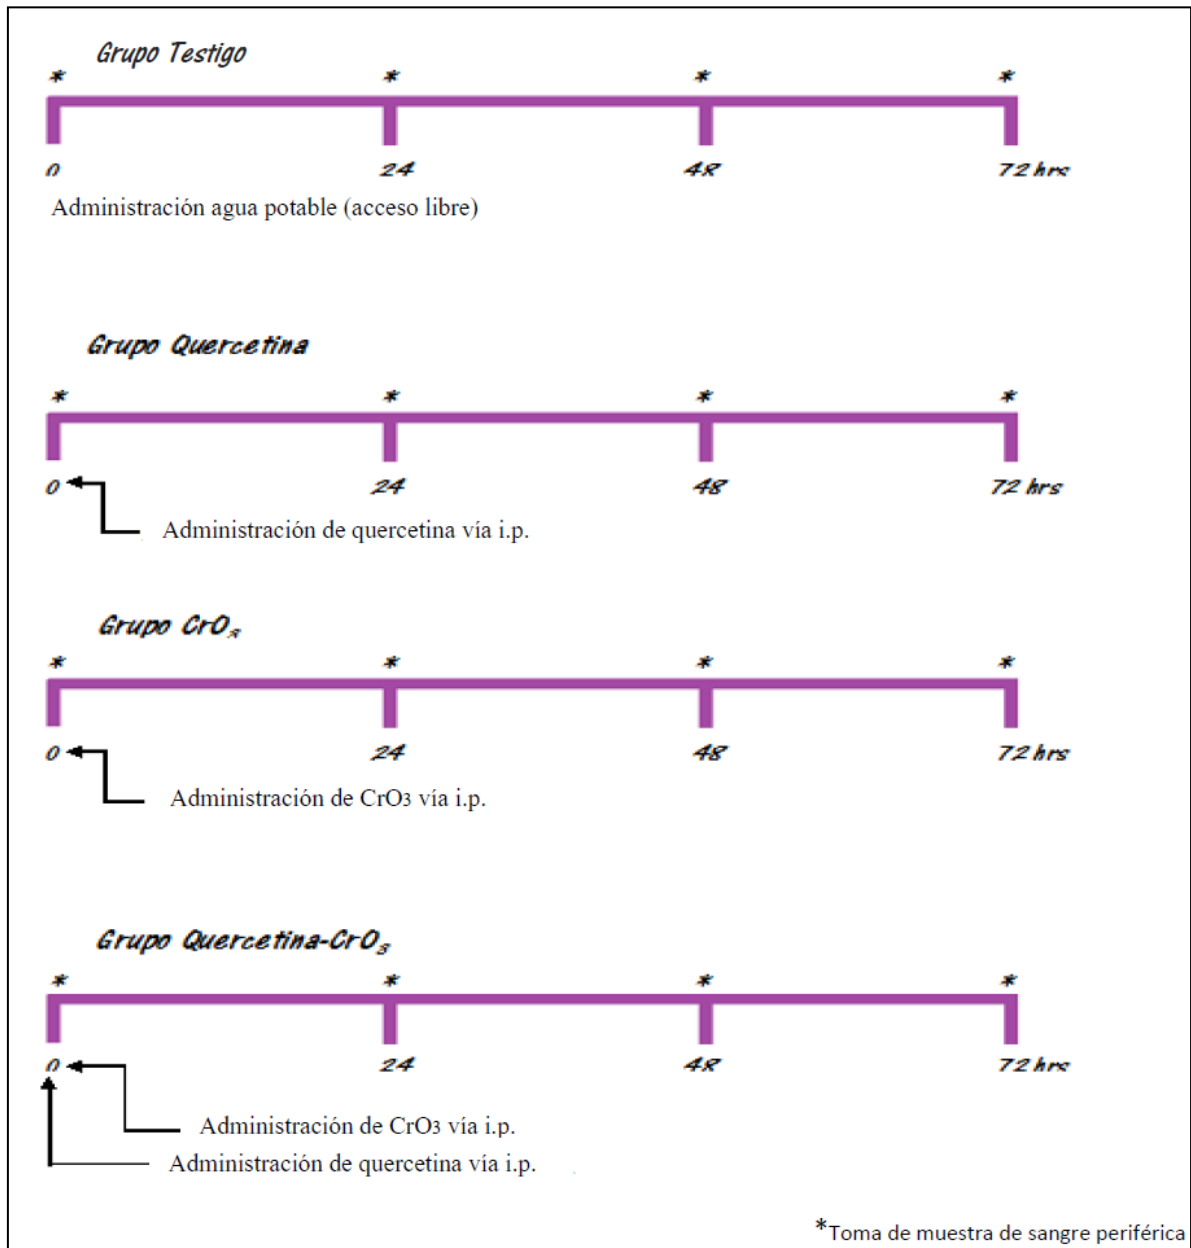 Grupo Testigo
* * * *
0 24 48 72 hrs
Administración agua potable (acceso libre)
Grupo Quercetina
* * * *
0 24 48 72 hrs
Administración de quercetina vía i.p.
Grupo CrO₃
* * * *
0 24 48 72 hrs
Administración de CrO3 vía i.p.
Grupo Quercetina-CrO₃
* * * *
0 24 48 72 hrs
Administración de CrO3 vía i.p.
Administración de quercetina vía i.p.
*Toma de muestra de sangre periférica